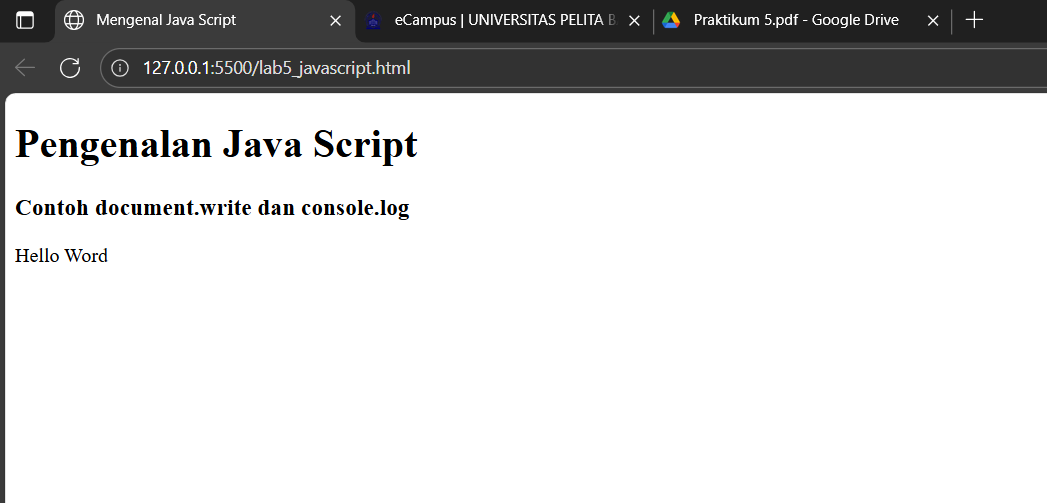 Mengenal Java Script
eCampus | UNIVERSITAS PELITA B
Praktikum 5.pdf - Google Drive
127.0.0.1:5500/lab5_javascript.html
Pengenalan Java Script
Contoh document.write dan console.log
Hello Word